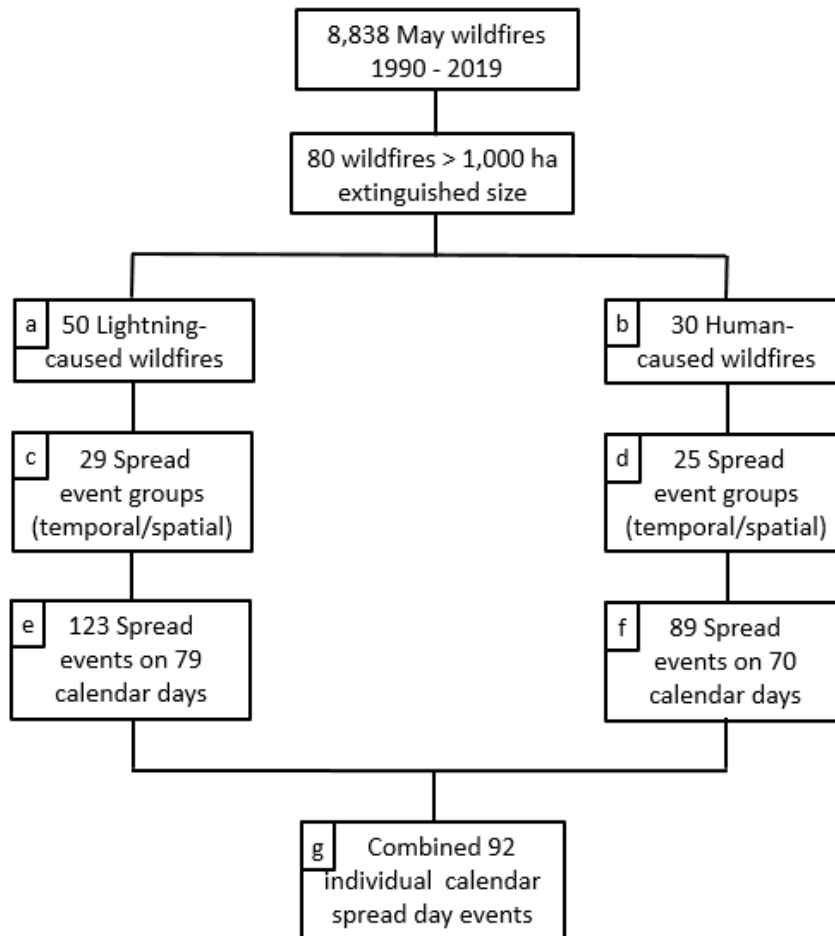 8,838 May wildfires
1990 - 2019
80 wildfires > 1,000 ha
extinguished size
a
50 Lightning-
caused wildfires
b
30 Human-
caused wildfires
c
29 Spread
event groups
(temporal/spatial)
d
25 Spread
event groups
(temporal/spatial)
e
123 Spread
events on 79
calendar days
f
89 Spread
events on 70
calendar days
g
Combined 92
individual calendar
spread day events